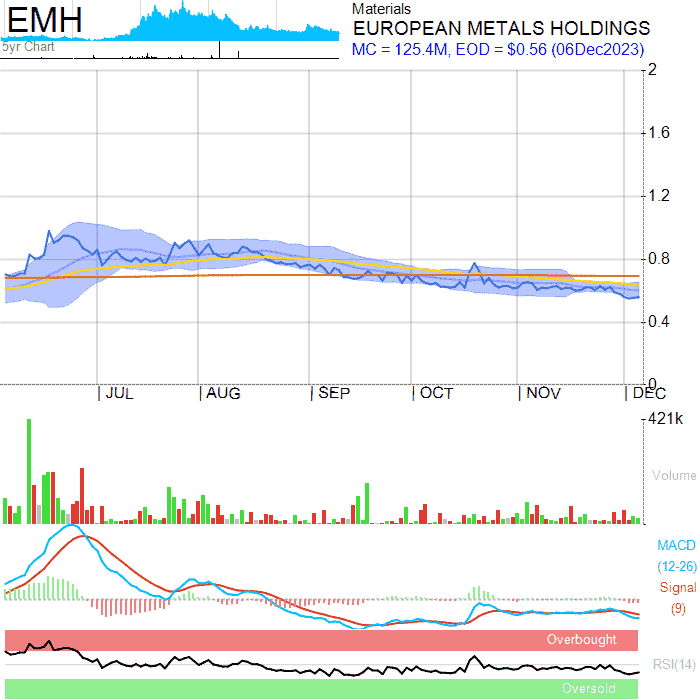 EMH
5yr Chart
Materials
EUROPEAN METALS HOLDINGS
MC = 125.4M, EOD = $0.56 (06Dec2023)
2
1.6
1.2
0.8
0.4
0
JUL AUG SEP OCT NOV DEC
421k
Volume
MACD
(12-26)
Signal
(9)
Overbought
RSI(14)
Oversold